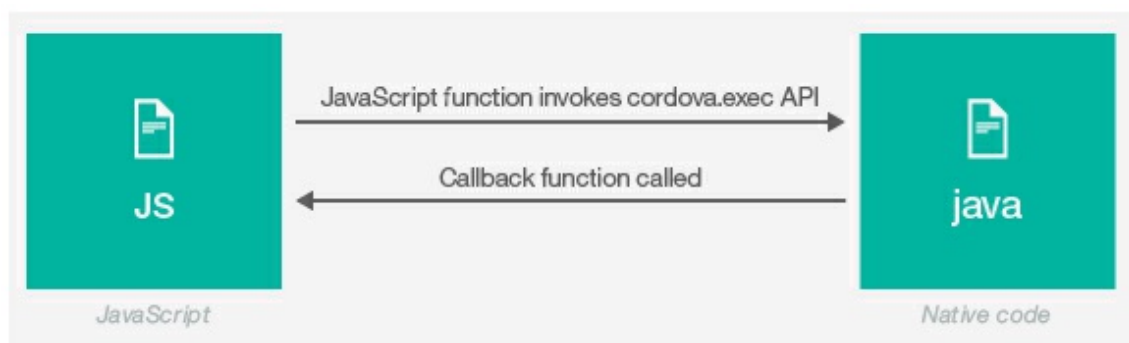 JavaScript function invokes cordova.exec API
Callback function called
JS
java
JavaScript
Native code